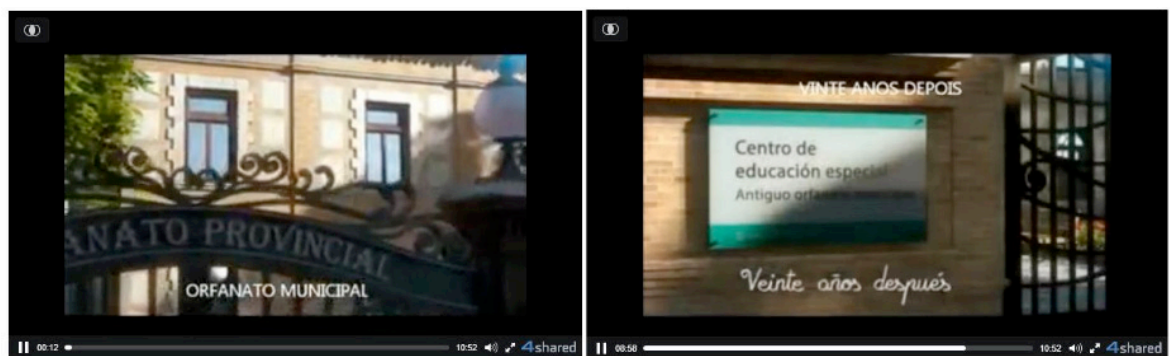 ANATO PROVINCIAL
ORFANATO MUNICIPAL
00:12
10:52
4shared
VINTE ANOS DEPOIS
Centro de
educación especial
Antiguo
Veinte años después
08:58
10:52
4shared